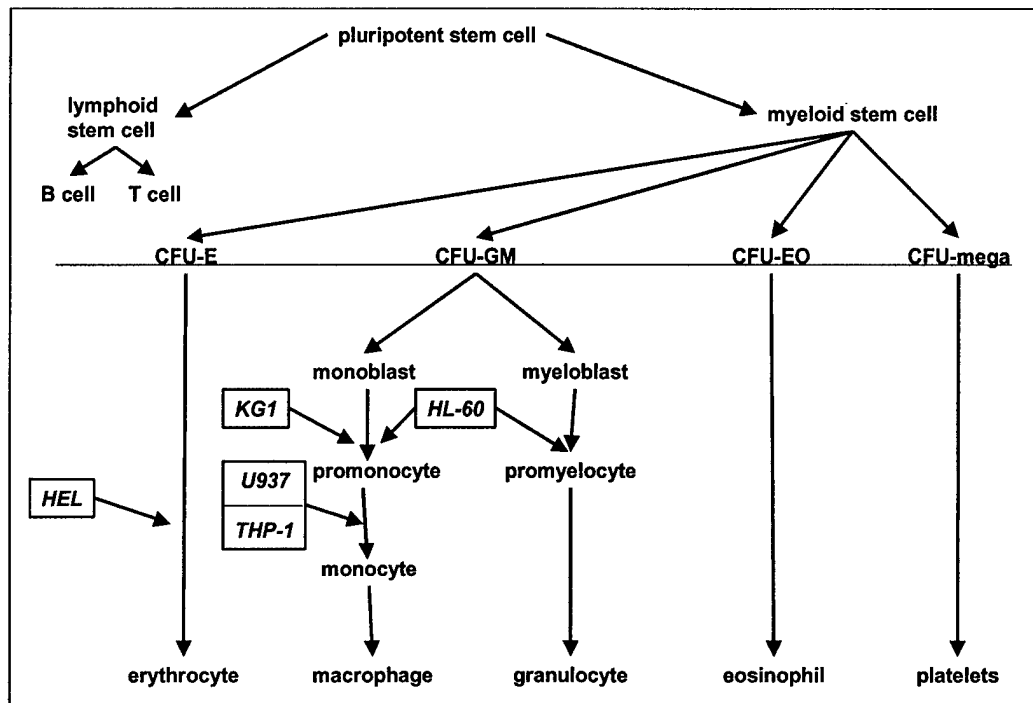 pluripotent stem cell
lymphoid
stem cell
myeloid stem cell
B cell T cell
CFU-E CFU-GM CFU-EO CFU-mega
monoblast myeloblast
KG1 HL-60
promonocyte promyelocyte
U937
HEL
THP-1
monocyte
erythrocyte macrophage granulocyte eosinophil platelets